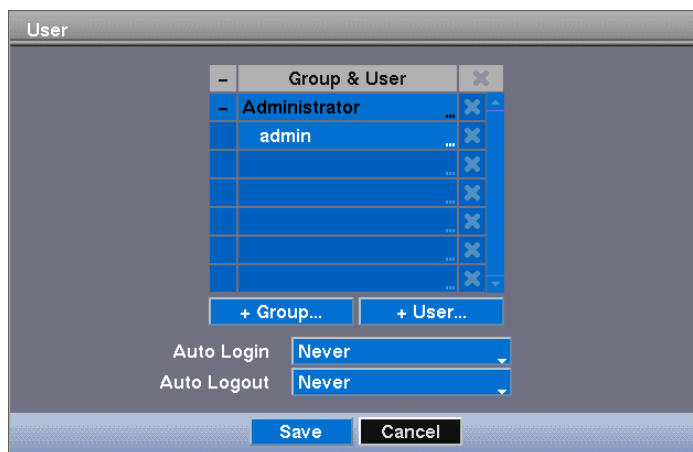 User
– Group & User
– Administrator ...
admin ...
...
...
...
...
...
+ Group... + User...
Auto Login Never
Auto Logout Never
Save Cancel